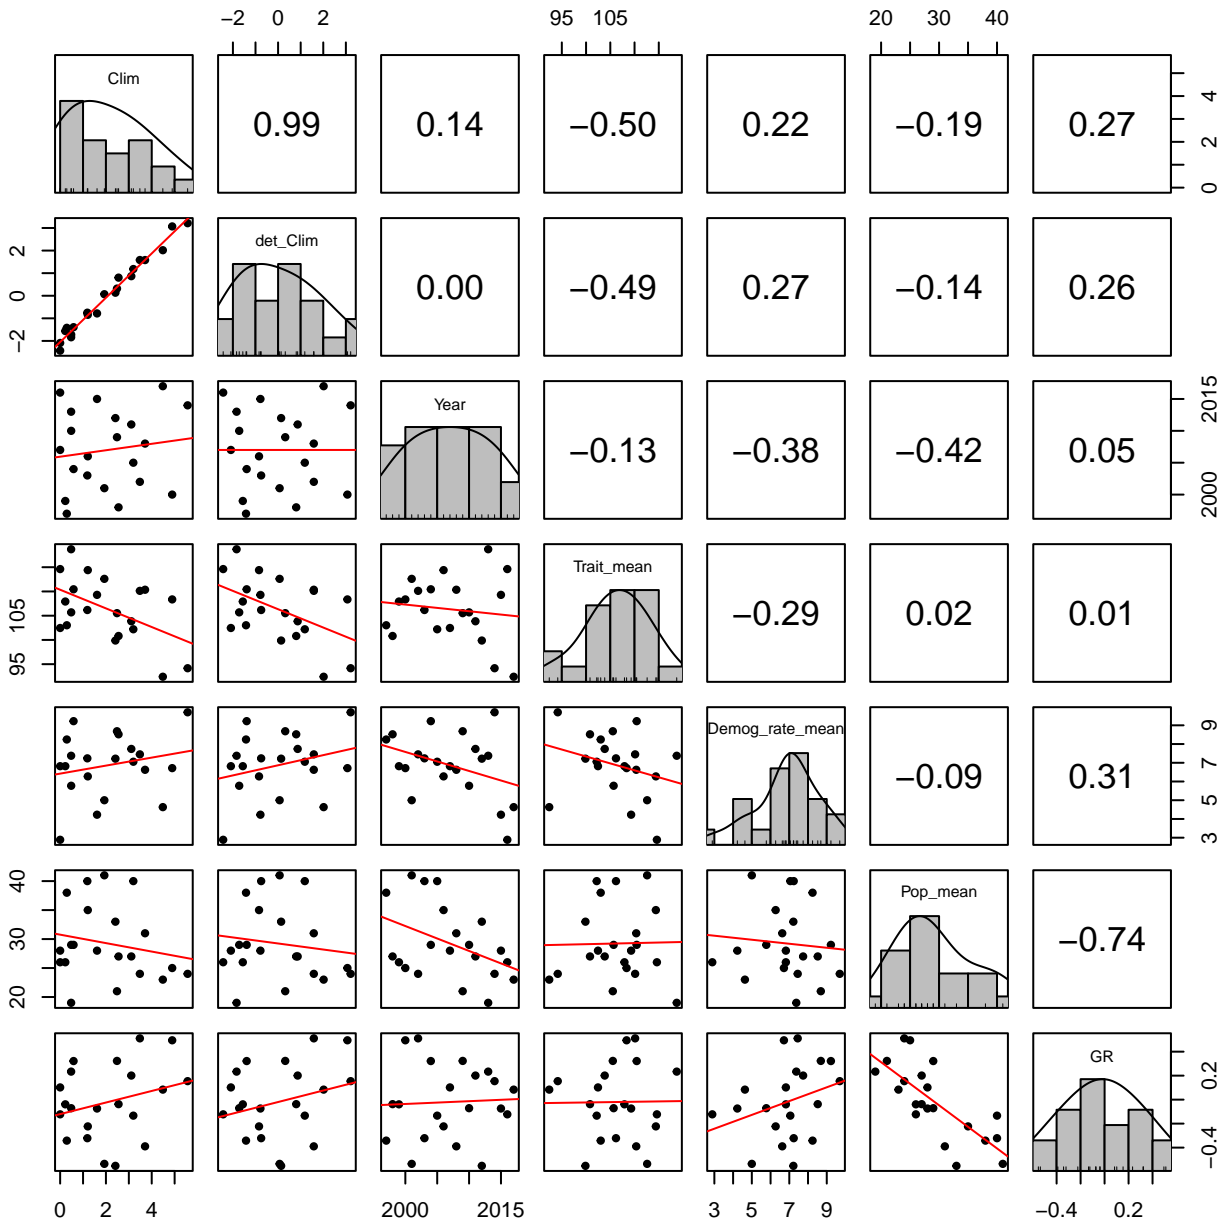 −2 0 2 95 105 20 30 40
Clim 0.99 0.14 −0.50 0.22 −0.19 0.27 0 2 4
−2 0 2 det_Clim 0.00 −0.49 0.27 −0.14 0.26
Year −0.13 −0.38 −0.42 0.05 2000 2015
95 105 Trait_mean −0.29 0.02 0.01
Demog_rate_mean −0.09 0.31 3 5 7 9
20 30 40 Pop_mean −0.74
GR −0.4 0.2
0 2 4 2000 2015 3 5 7 9 −0.4 0.2